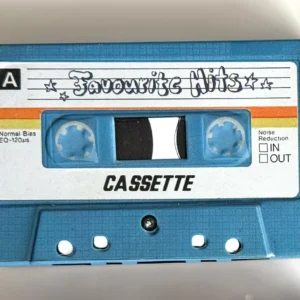 A
Favourite Hits
Normal Bias
EQ-120µs
Noise
Reduction
IN
OUT
CASSETTE